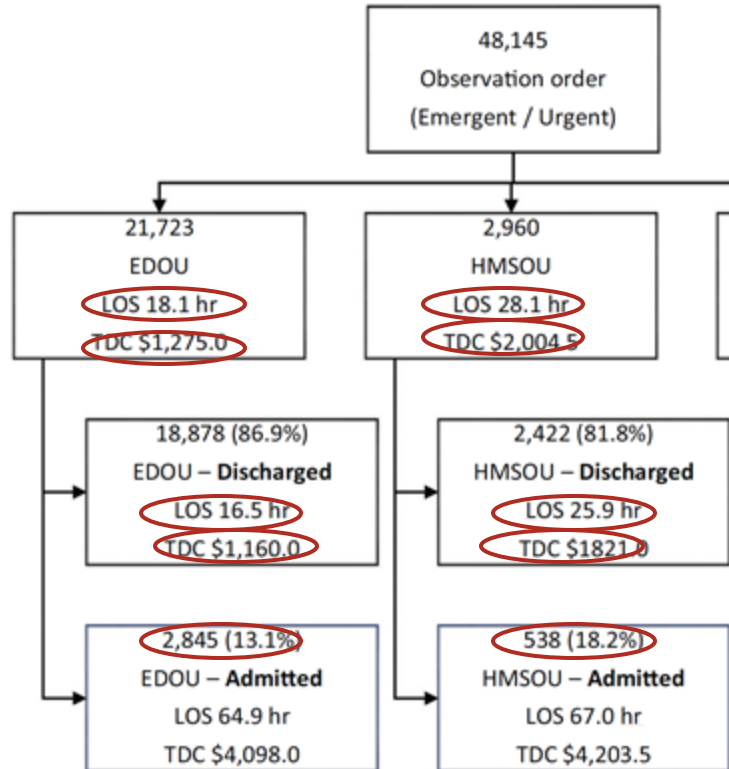 48,145
Observation order
(Emergent / Urgent)
21,723
EDOU
LOS 18.1 hr
TDC $1,275.0
2,960
HMSOU
LOS 28.1 hr
TDC $2,004.5
18,878 (86.9%)
EDOU – Discharged
LOS 16.5 hr
TDC $1,160.0
2,422 (81.8%)
HMSOU – Discharged
LOS 25.9 hr
TDC $1821.0
2,845 (13.1%)
EDOU – Admitted
LOS 64.9 hr
TDC $4,098.0
538 (18.2%)
HMSOU – Admitted
LOS 67.0 hr
TDC $4,203.5